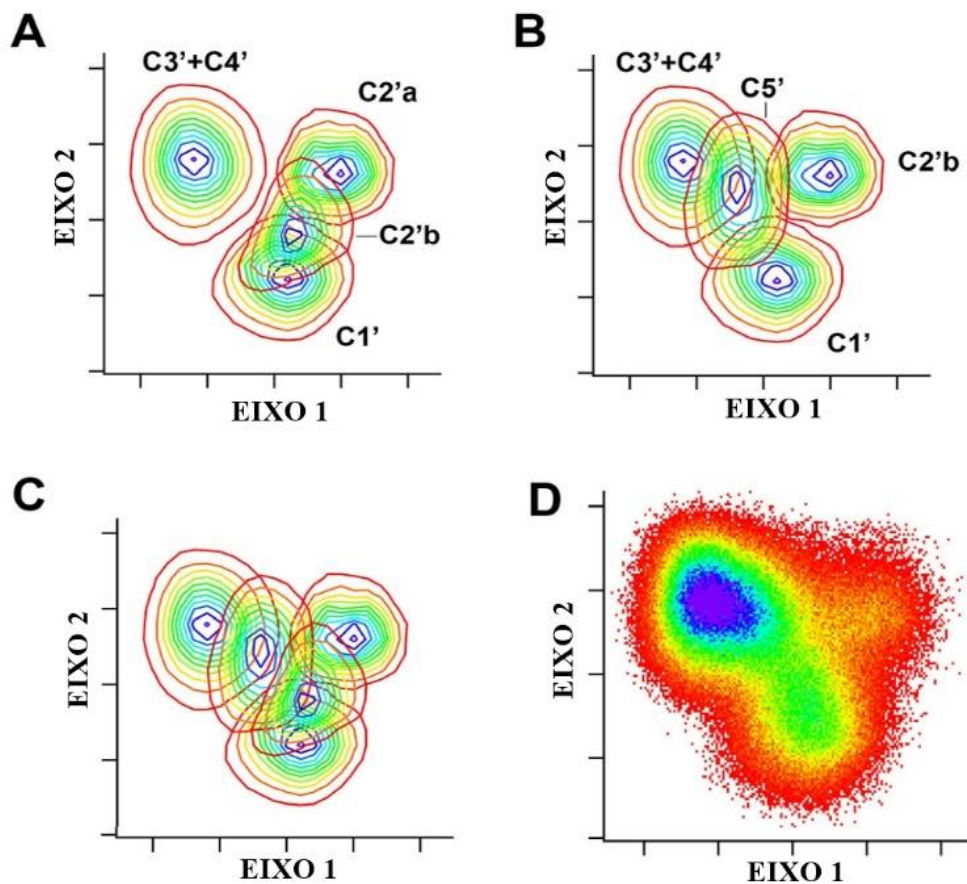 A
C3’+C4’
C2’a
C2’b
C1’
EIXO 2
EIXO 1
B
C3’+C4’
C5’
C2’b
C1’
EIXO 2
EIXO 1
C
EIXO 2
EIXO 1
D
EIXO 2
EIXO 1